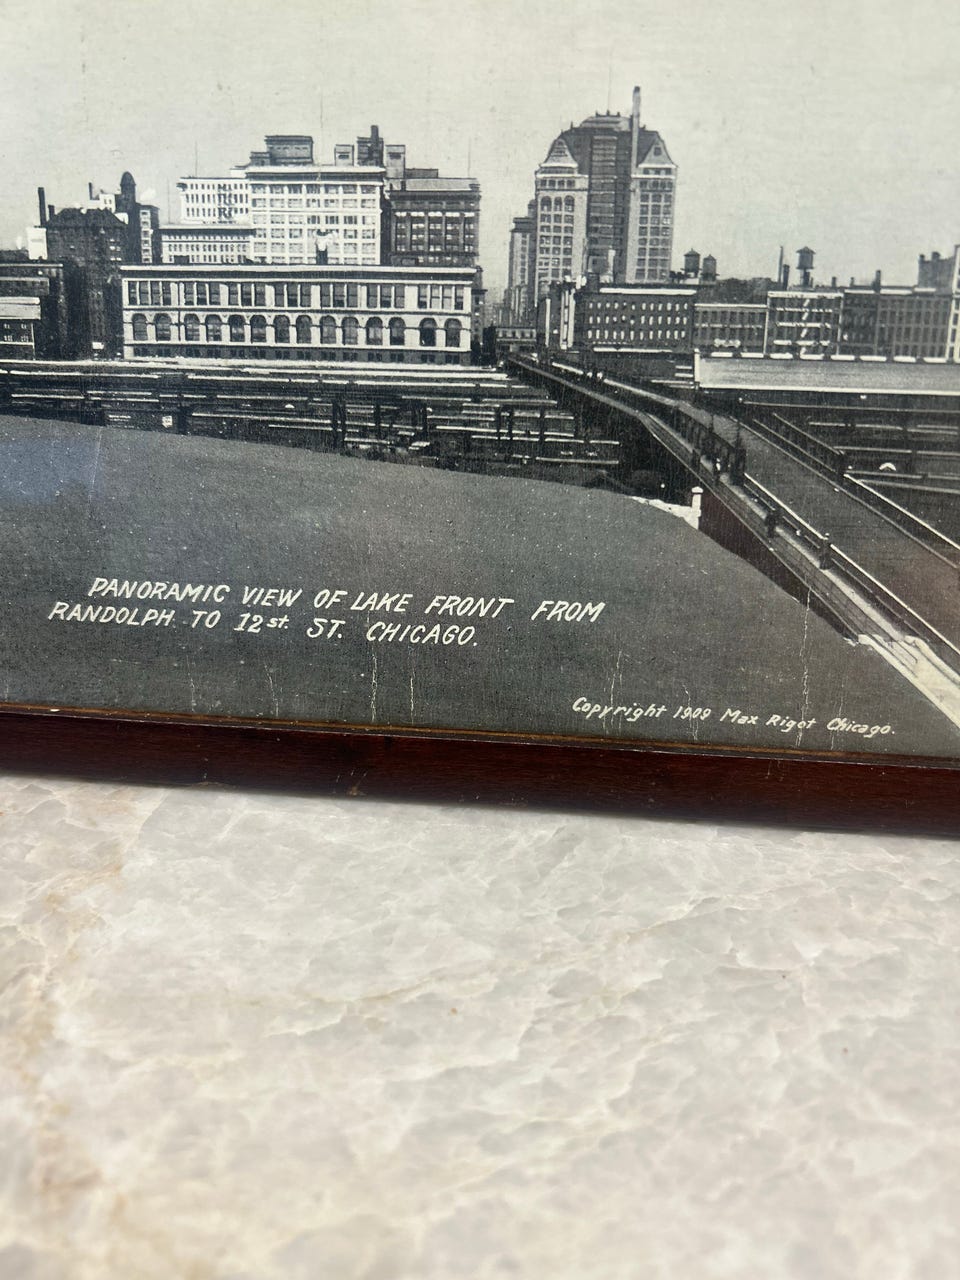 PANORAMIC VIEW OF LAKE FRONT FROM
RANDOLPH TO 12st. ST. CHICAGO.
Copyright 1909 Max Rigot Chicago.